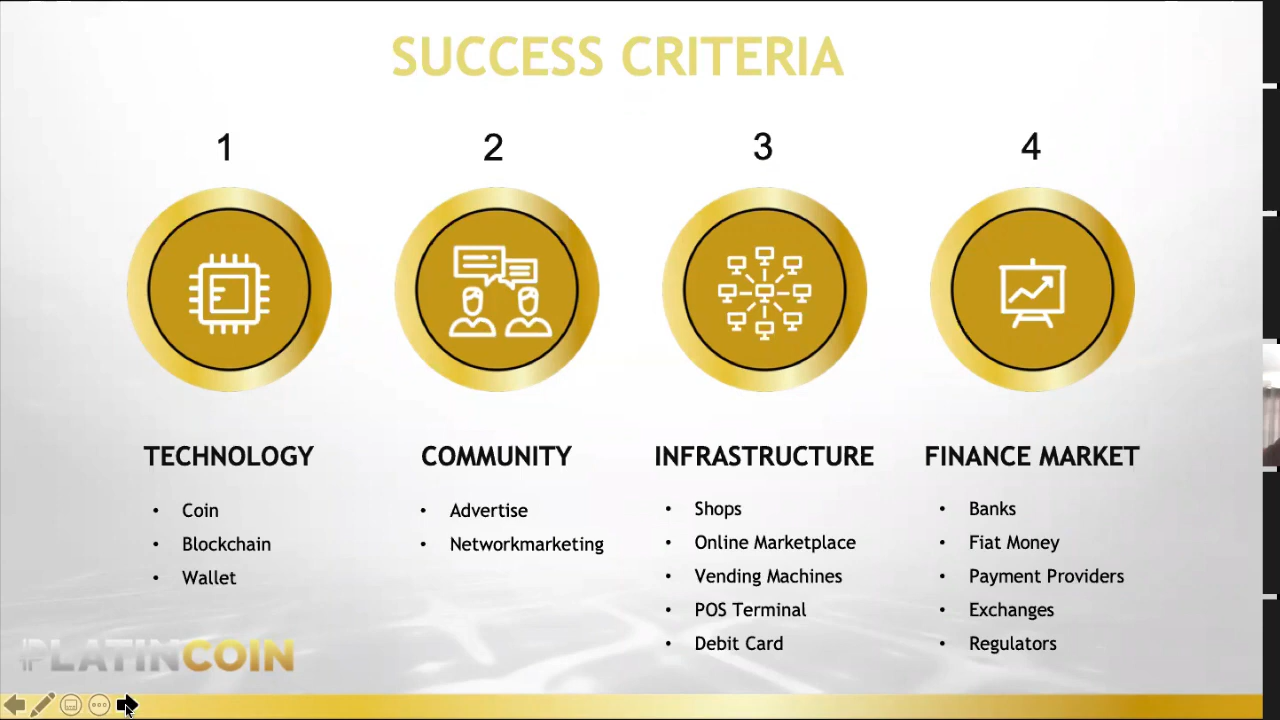 SUCCESS CRITERIA
1
2
3
4
TECHNOLOGY
• Coin
• Blockchain
• Wallet
COMMUNITY
• Advertise
• Networkmarketing
INFRASTRUCTURE
• Shops
• Online Marketplace
• Vending Machines
• POS Terminal
• Debit Card
FINANCE MARKET
• Banks
• Fiat Money
• Payment Providers
• Exchanges
• Regulators
PLATINCOIN